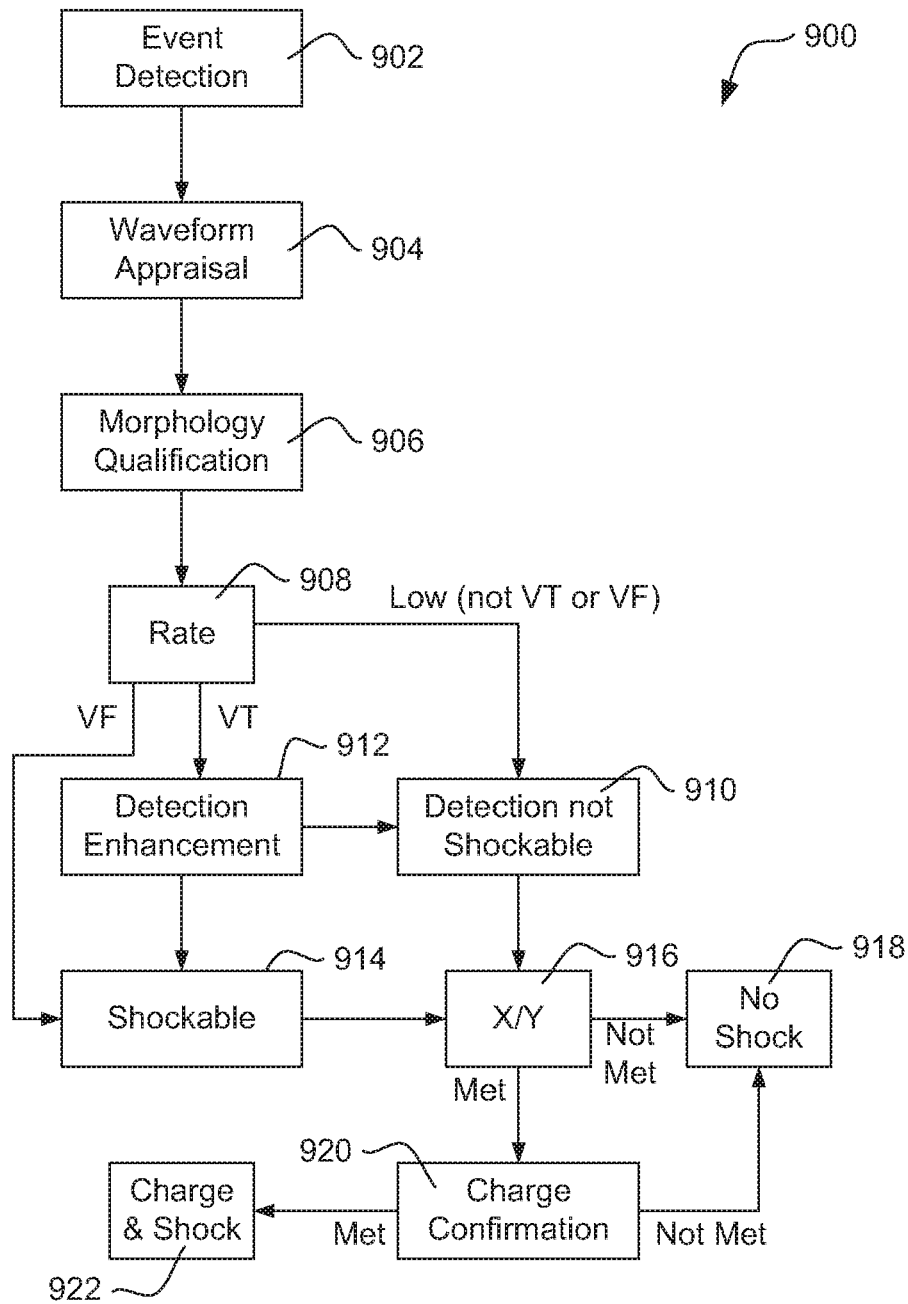 Event
Detection
902
900
Waveform
Appraisal
904
Morphology
Qualification
906
908
Rate
Low (not VT or VF)
VF
VT
912
Detection
Enhancement
910
Detection not
Shockable
914
Shockable
916
X/Y
918
No
Shock
Not
Met
Met
920
Charge
& Shock
Met
Charge
Confirmation
Not Met
922